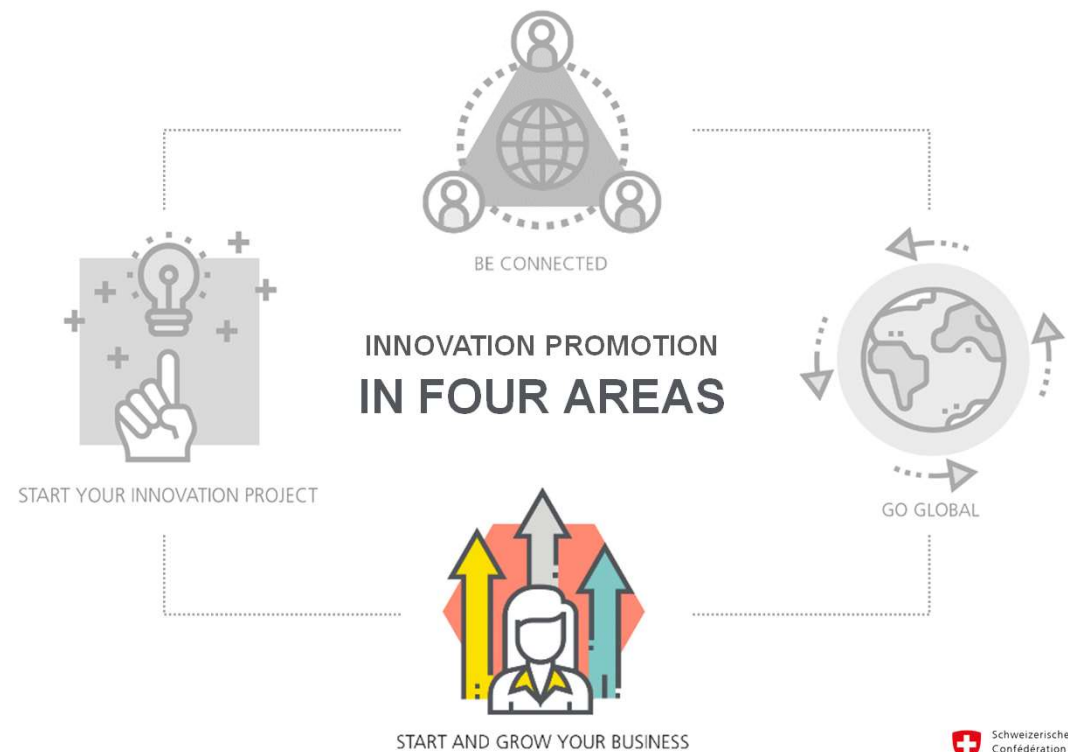 BE CONNECTED
INNOVATION PROMOTION
IN FOUR AREAS
START YOUR INNOVATION PROJECT
GO GLOBAL
START AND GROW YOUR BUSINESS
Schweizerische
Confédération